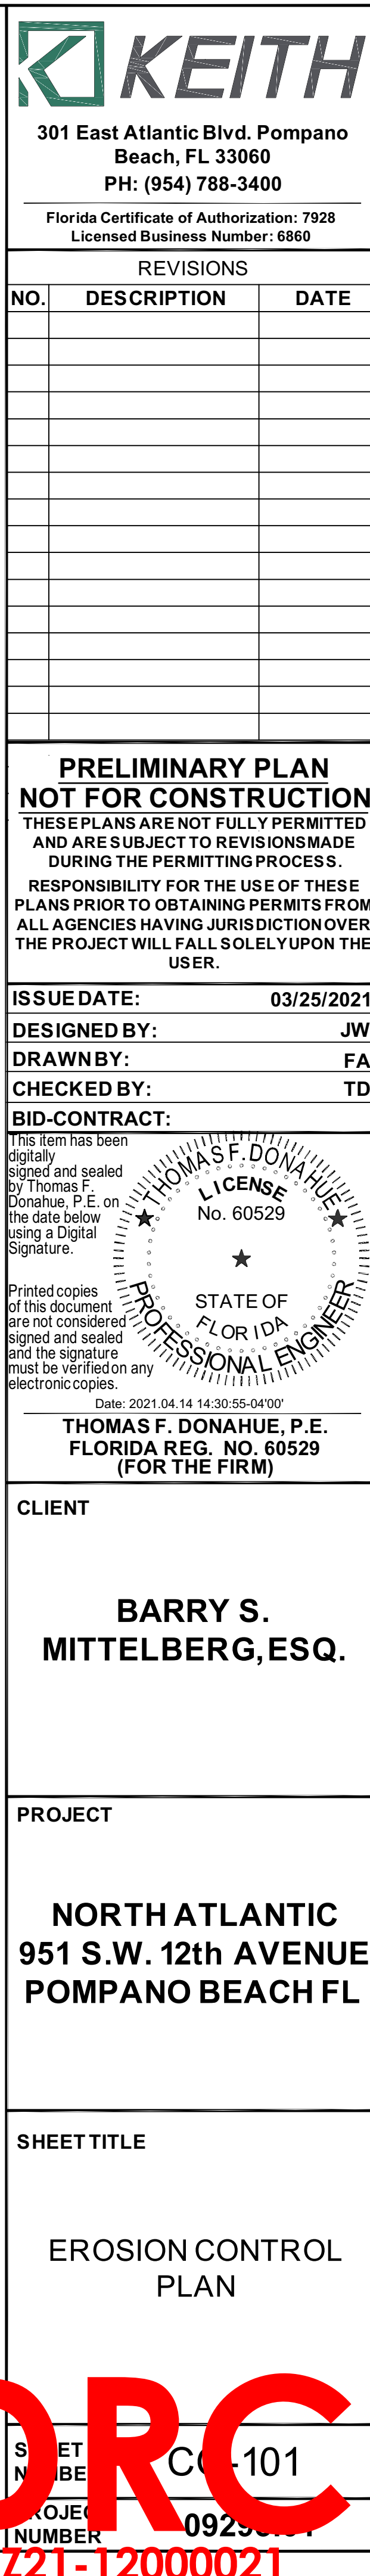 KEITH
301 East Atlantic Blvd. Pompano
Beach, FL 33060
PH: (954) 788-3400
Florida Certificate of Authorization: 7928
Licensed Business Number: 6860
REVISIONS
NO. DESCRIPTION DATE
PRELIMINARY PLAN
NOT FOR CONSTRUCTION
THESE PLANS ARE NOT FULLY PERMITTED
AND ARE SUBJECT TO REVISIONS MADE
DURING THE PERMITTING PROCESS.
RESPONSIBILITY FOR THE USE OF THESE
PLANS PRIOR TO OBTAINING PERMITS FROM
ALL AGENCIES HAVING JURISDICTION OVER
THE PROJECT WILL FALL SOLELY UPON THE
USER.
ISSUE DATE: 03/25/2021
DESIGNED BY: JW
DRAWN BY: FA
CHECKED BY: TD
BID-CONTRACT:
This item has been
digitally
signed and sealed
by Thomas F.
Donahue, P.E. on
the date below
using a Digital
Signature.
Printed copies
of this document
are not considered
signed and sealed
and the signature
must be verified on any
electronic copies.
THOMAS F. DONAHUE
LICENSE
No. 60529
STATE OF
FLORIDA
PROFESSIONAL ENGINEER
Date: 2021.04.14 14:30:55-04'00'
THOMAS F. DONAHUE, P.E.
FLORIDA REG. NO. 60529
(FOR THE FIRM)
CLIENT
BARRY S.
MITTELBERG, ESQ.
PROJECT
NORTH ATLANTIC
951 S.W. 12th AVENUE
POMPANO BEACH FL
SHEET TITLE
EROSION CONTROL
PLAN
DRC
NUMBER
721-12000021